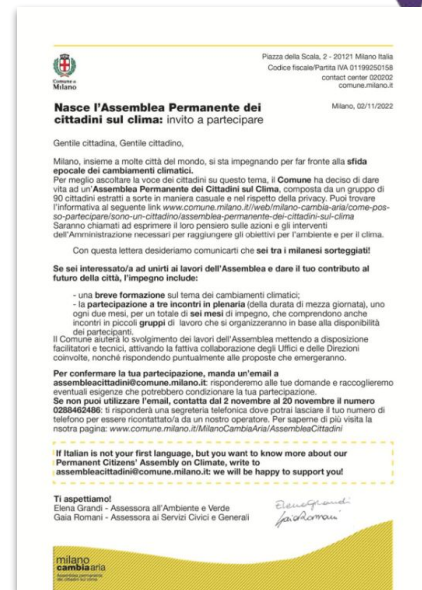 Comune di
Milano
Piazza della Scala, 2 - 20121 Milano Italia
Codice fiscale/Partita IVA 01199250158
contact center 020202
comune.milano.it
Nasce l'Assemblea Permanente dei
cittadini sul clima: invito a partecipare
Milano, 02/11/2022
Gentile cittadina, Gentile cittadino,
Milano, insieme a molte città del mondo, si sta impegnando per far fronte alla sfida
epocale dei cambiamenti climatici.
Per meglio ascoltare la voce dei cittadini su questo tema, il Comune ha deciso di dare
vita ad un'Assemblea Permanente dei Cittadini sul Clima, composta da un gruppo di
90 cittadini estratti a sorte in maniera casuale e nel rispetto della privacy. Puoi trovare
l'informativa al seguente link www.comune.milano.it//web/milano-cambia-aria/come-pos-
so-partecipare/sono-un-cittadino/assemblea-permanente-dei-cittadini-sul-clima
Saranno chiamati ad esprimere il loro pensiero sulle azioni e gli interventi
dell'Amministrazione necessari per raggiungere gli obiettivi per l'ambiente e per il clima.
Con questa lettera desideriamo comunicarti che sei tra i milanesi sorteggiati!
Se sei interessato/a ad unirti ai lavori dell'Assemblea e dare il tuo contributo al
futuro della città, l'impegno include:
- una breve formazione sul tema dei cambiamenti climatici;
- la partecipazione a tre incontri in plenaria (della durata di mezza giornata), uno
ogni due mesi, per un totale di sei mesi di impegno, che comprendono anche
incontri in piccoli gruppi di lavoro che si organizzeranno in base alla disponibilità
dei partecipanti.
Il Comune aiuterà lo svolgimento dei lavori dell'Assemblea mettendo a disposizione
facilitatori e tecnici, attivando la fattiva collaborazione degli Uffici e delle Direzioni
coinvolte, nonché rispondendo puntualmente alle proposte che emergeranno.
Per confermare la tua partecipazione, manda un'email a
assembleacittadini@comune.milano.it: risponderemo alle tue domande e raccoglieremo
eventuali esigenze che potrebbero condizionare la tua partecipazione.
Se non puoi utilizzare l'email, contatta dal 2 novembre al 20 novembre il numero
0288462486: ti risponderà una segreteria telefonica dove potrai lasciare il tuo numero di
telefono per essere ricontattato/a da un nostro operatore. Per saperne di più visita la
nsotra pagina: www.comune.milano.it/MilanoCambiaAria/AssembleaCittadini
If Italian is not your first language, but you want to know more about our
Permanent Citizens' Assembly on Climate, write to
assembleacittadini@comune.milano.it: we will be happy to support you!
Ti aspettiamo!
Elena Grandi - Assessora all'Ambiente e Verde
Gaia Romani - Assessora ai Servizi Civici e Generali
Elena Grandi
Gaia Romani
milano
cambiaaria
Assemblea permanente
dei cittadini sul clima